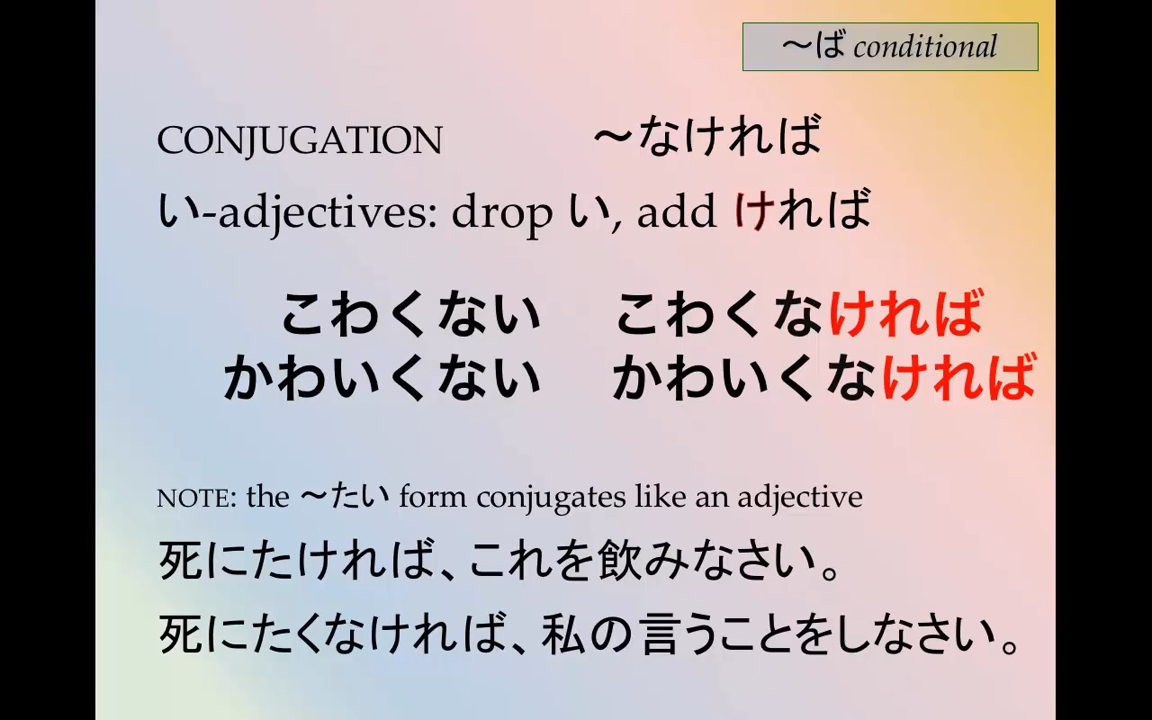 〜ば conditional
CONJUGATION 〜なければ
い-adjectives: drop い, add ければ
こわくない こわくなければ
かわいくない かわいくなければ
NOTE: the 〜たい form conjugates like an adjective
死にたければ、これを飲みなさい。
死にたくなければ、私の言うことをしなさい。